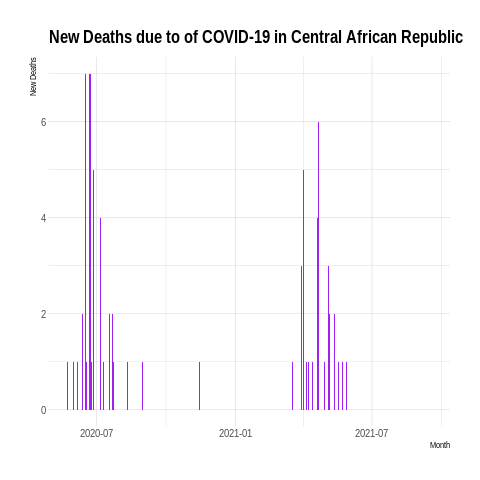 New Deaths due to of COVID-19 in Central African Republic
New Deaths
6
4
2
0
2020-07
2021-01
2021-07
Month